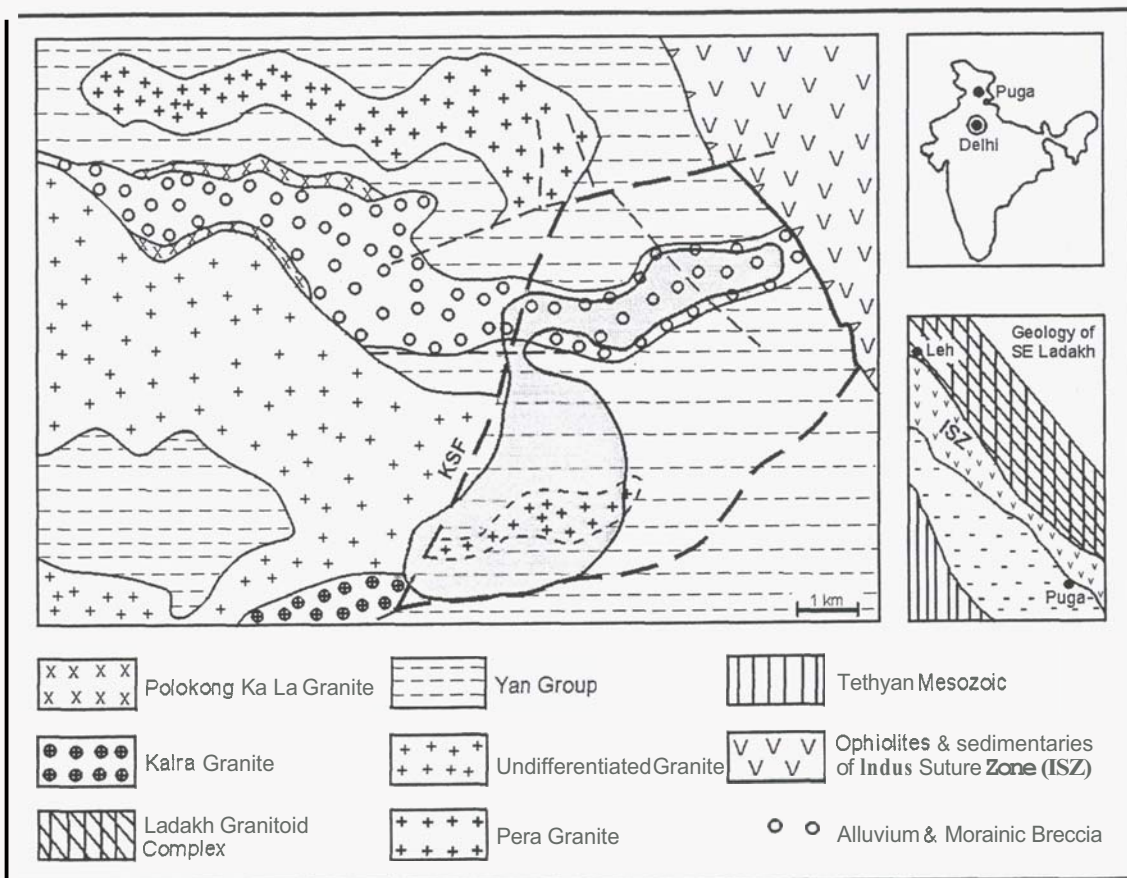 Puga
Delhi
KSF
1 km
Geology of
SE Ladakh
Leh
ISZ
Puga
Polokong Ka La Granite
Yan Group
Tethyan Mesozoic
Kalra Granite
Undifferentiated Granite
Ophiolites & sedimentaries
of Indus Suture Zone (ISZ)
Ladakh Granitoid
Complex
Pera Granite
Alluvium & Morainic Breccia